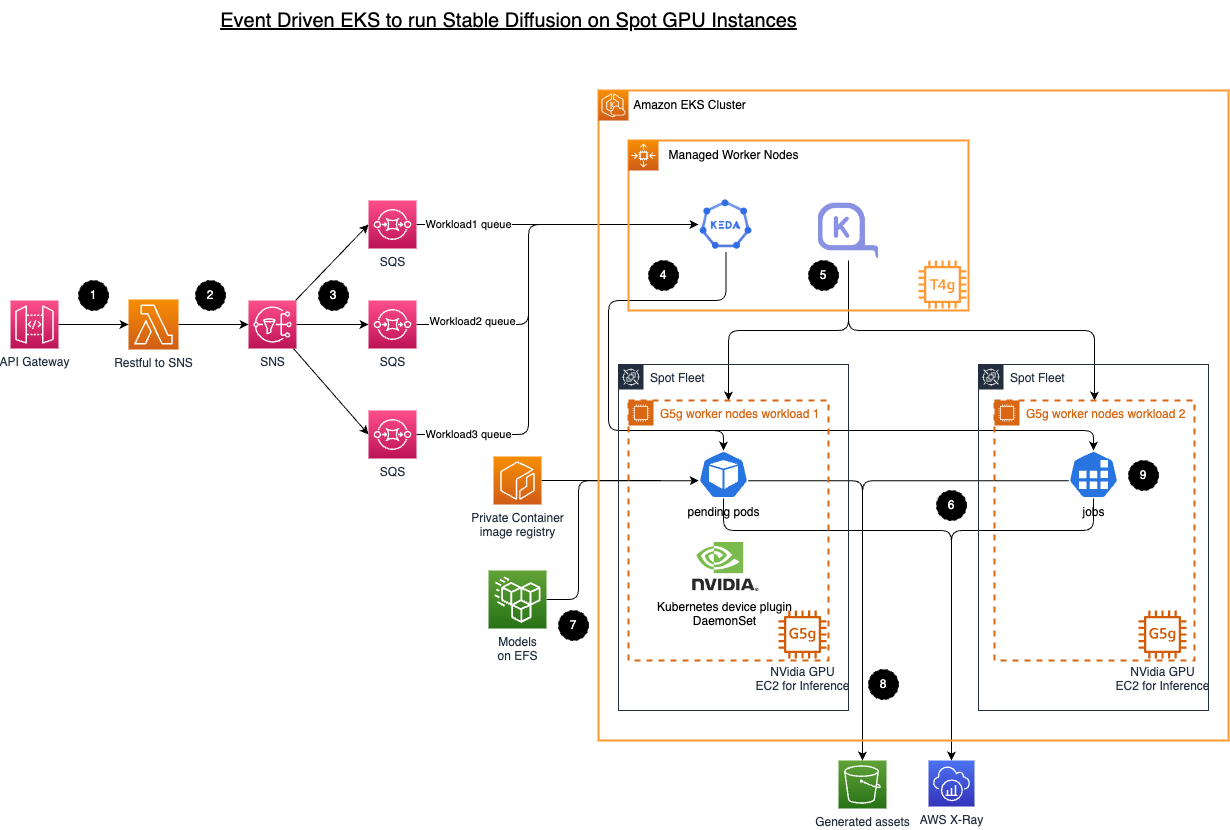 Event Driven EKS to run Stable Diffusion on Spot GPU Instances
Amazon EKS Cluster
Managed Worker Nodes
KEDA
K
T4g
4
5
Workload1 queue
SQS
1
2
3
Workload2 queue
API Gateway
Restful to SNS
SNS
SQS
Workload3 queue
SQS
Spot Fleet
G5g worker nodes workload 1
Spot Fleet
G5g worker nodes workload 2
Private Container
image registry
pending pods
jobs
9
6
NVIDIA.
Kubernetes device plugin
DaemonSet
G5g
G5g
Models
on EFS
7
NVidia GPU
EC2 for Inference
NVidia GPU
EC2 for Inference
8
Generated assets
AWS X-Ray